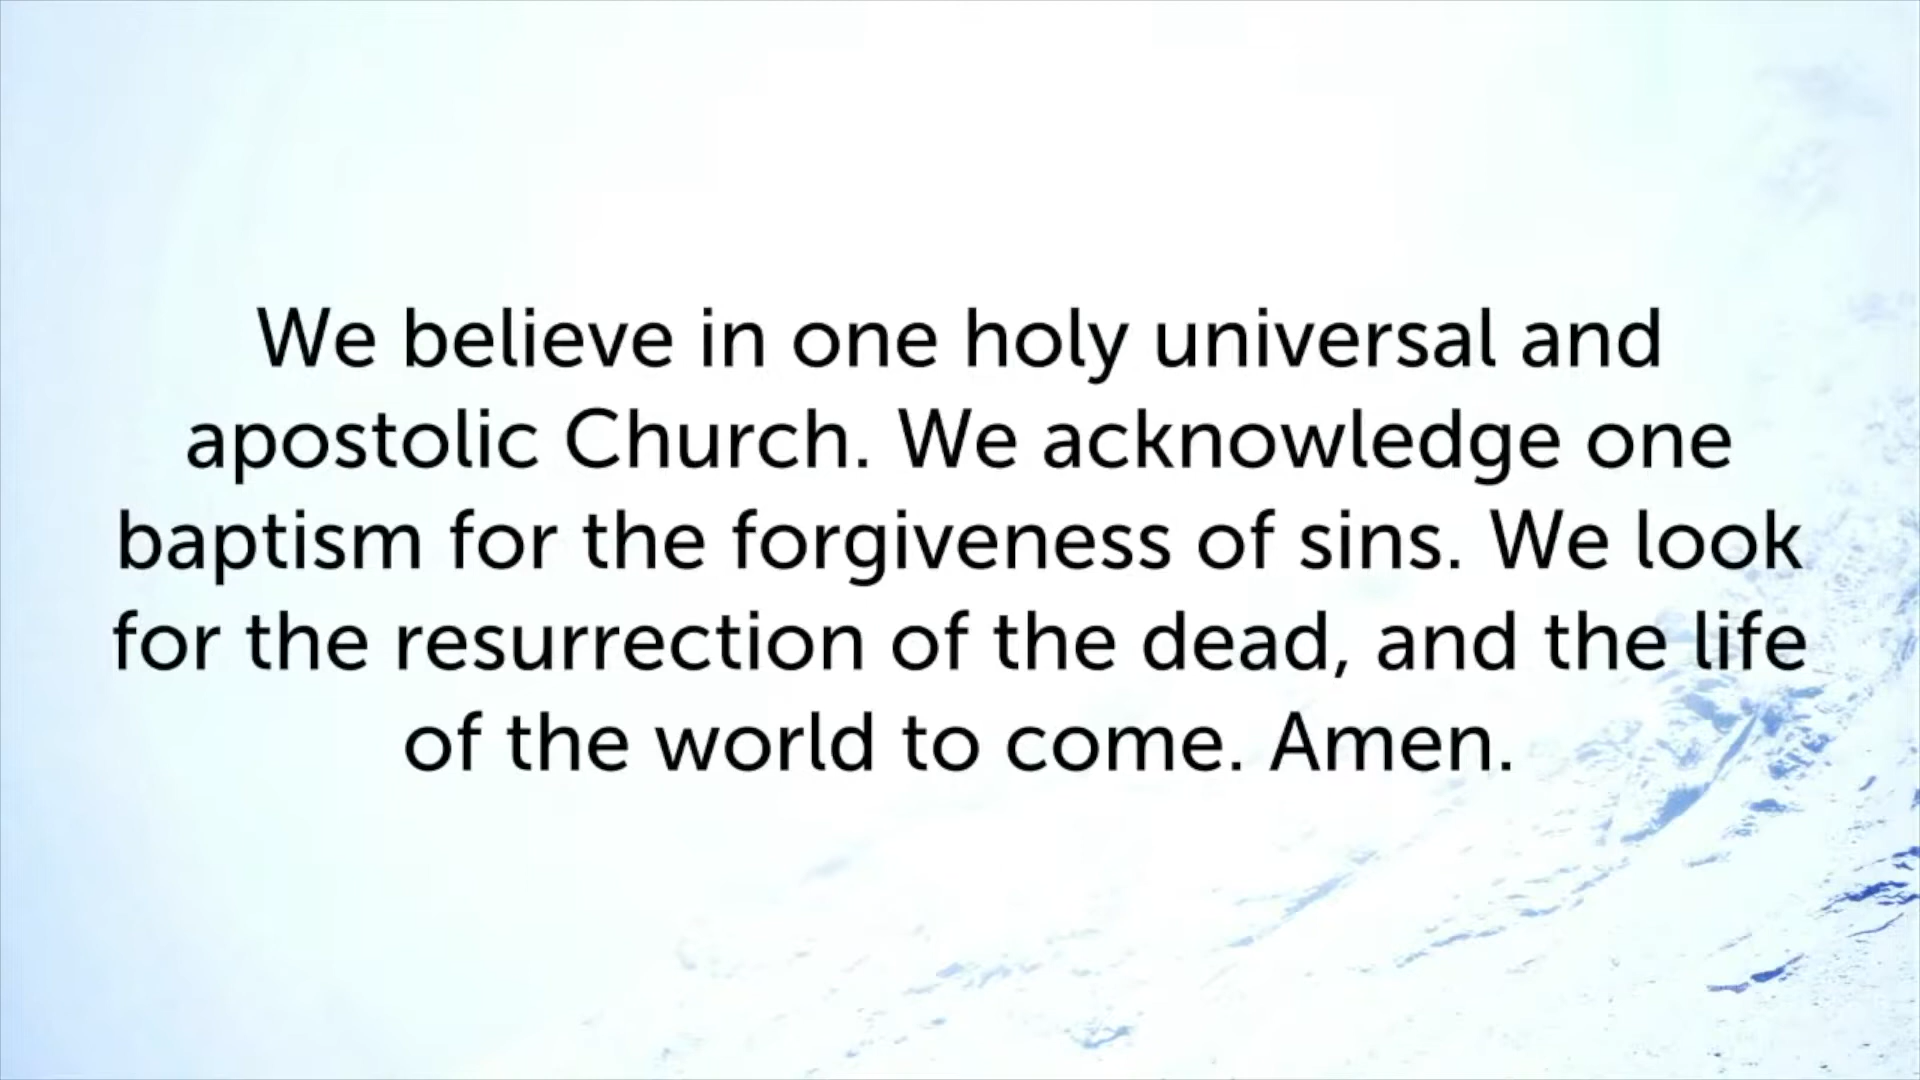 We believe in one holy universal and
apostolic Church. We acknowledge one
baptism for the forgiveness of sins. We look
for the resurrection of the dead, and the life
of the world to come. Amen.